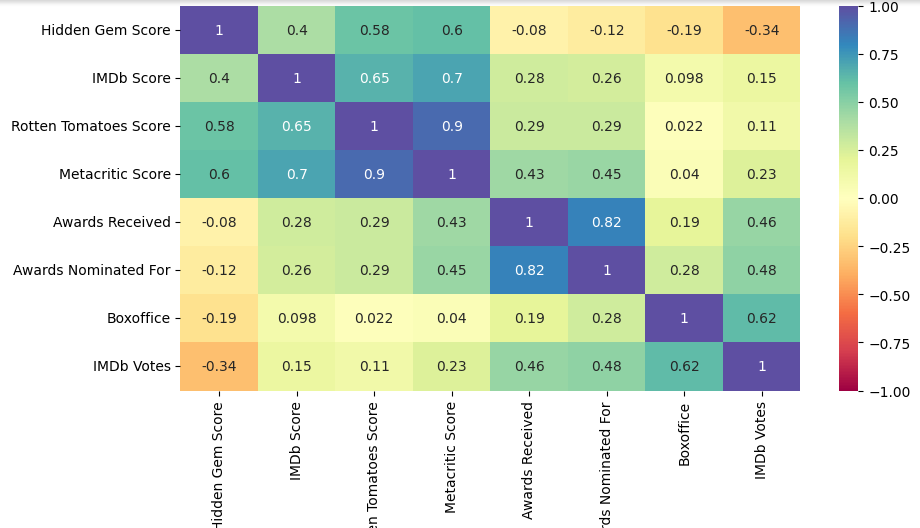 Hidden Gem Score 1 0.4 0.58 0.6 -0.08 -0.12 -0.19 -0.34
IMDb Score 0.4 1 0.65 0.7 0.28 0.26 0.098 0.15
Rotten Tomatoes Score 0.58 0.65 1 0.9 0.29 0.29 0.022 0.11
Metacritic Score 0.6 0.7 0.9 1 0.43 0.45 0.04 0.23
Awards Received -0.08 0.28 0.29 0.43 1 0.82 0.19 0.46
Awards Nominated For -0.12 0.26 0.29 0.45 0.82 1 0.28 0.48
Boxoffice -0.19 0.098 0.022 0.04 0.19 0.28 1 0.62
IMDb Votes -0.34 0.15 0.11 0.23 0.46 0.48 0.62 1
Hidden Gem Score
IMDb Score
en Tomatoes Score
Metacritic Score
Awards Received
rds Nominated For
Boxoffice
IMDb Votes
1.00
0.75
0.50
0.25
0.00
−0.25
−0.50
−0.75
−1.00